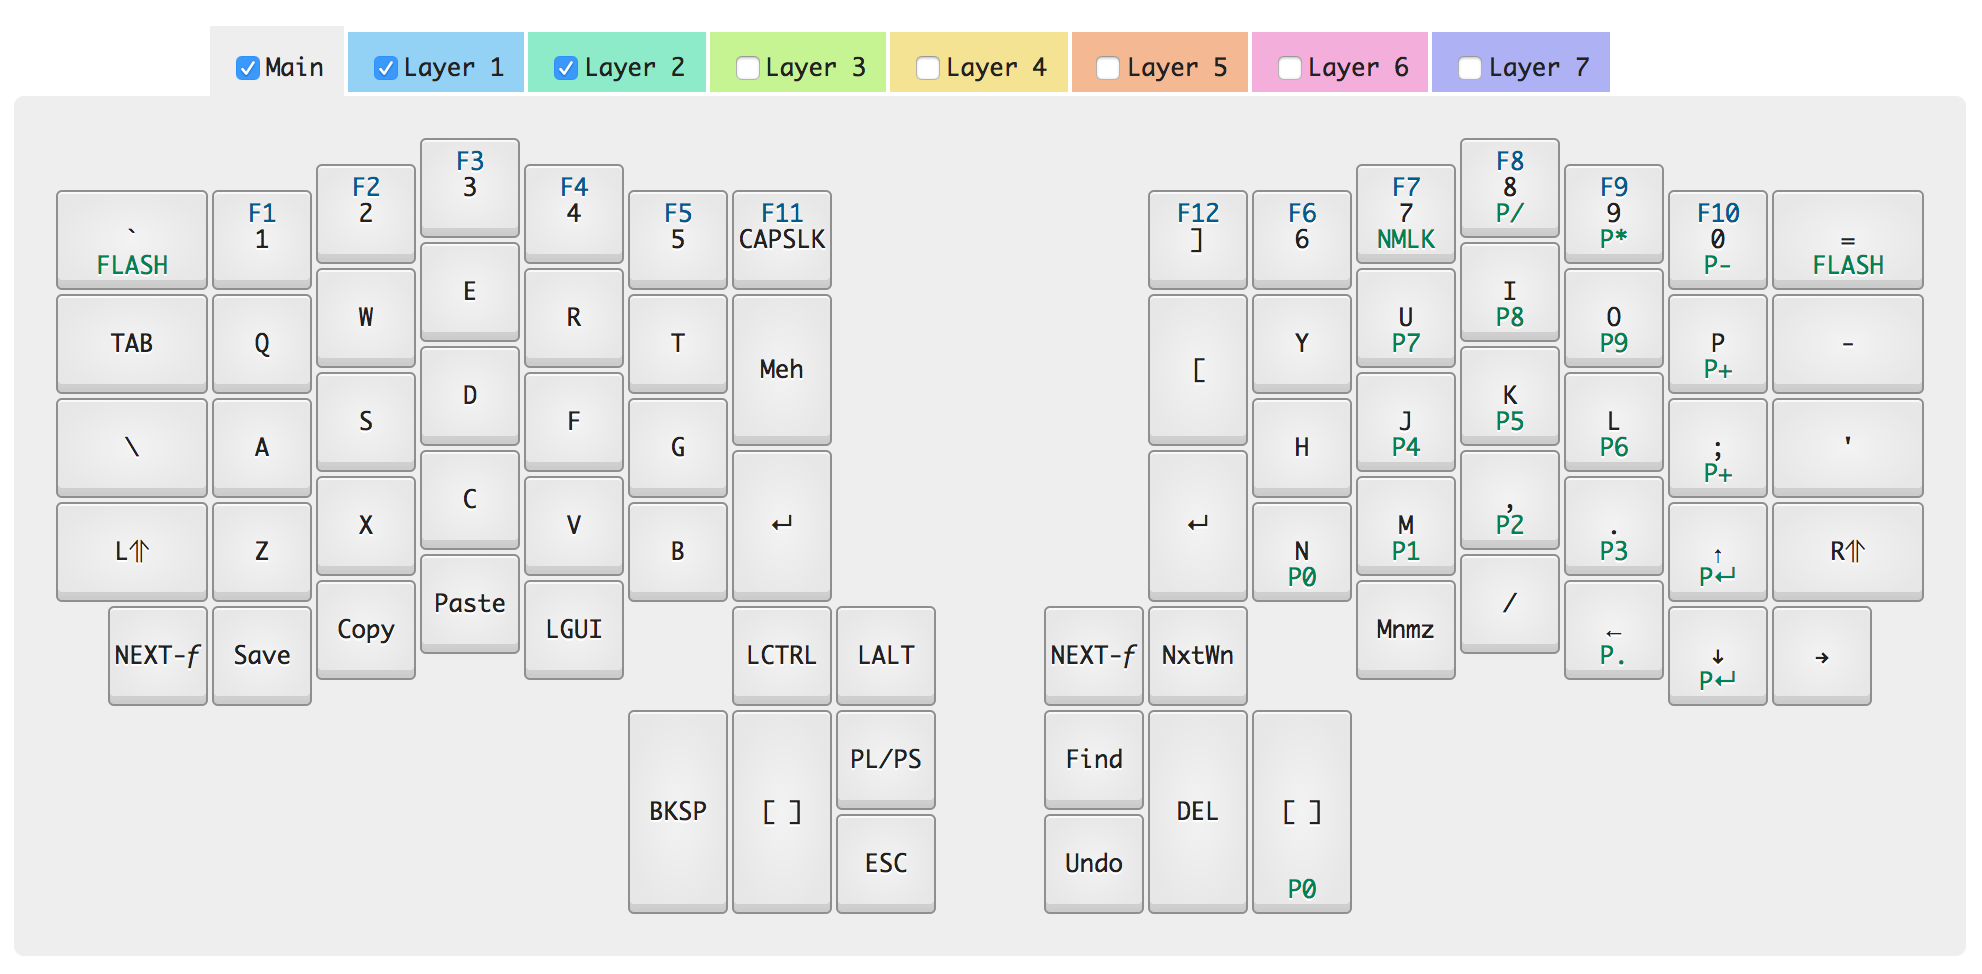 Main Layer 1 Layer 2 Layer 3 Layer 4 Layer 5 Layer 6 Layer 7
F3
3
F8
8
P/
F2
2
F4
4
F7
7
NMLK
F9
9
P*
`
FLASH
F1
1
F5
5
F11
CAPSLK
F12
]
F6
6
F10
0
P-
=
FLASH
E
I
P8
W
R
U
P7
O
P9
TAB
Q
T
Meh
[
Y
P
P+
-
D
K
P5
S
F
J
P4
L
P6
\
A
G
H
;
P+
'
C
,
P2
↵
↵
X
V
M
P1
.
P3
L⇑
Z
B
N
P0
↑
P↵
R⇑
Paste
/
Copy
LGUI
Mnmz
←
P.
NEXT-f
Save
LCTRL
LALT
NEXT-f
NxtWn
↓
P↵
→
BKSP
[ ]
PL/PS
ESC
Find
Undo
DEL
[ ]
P0